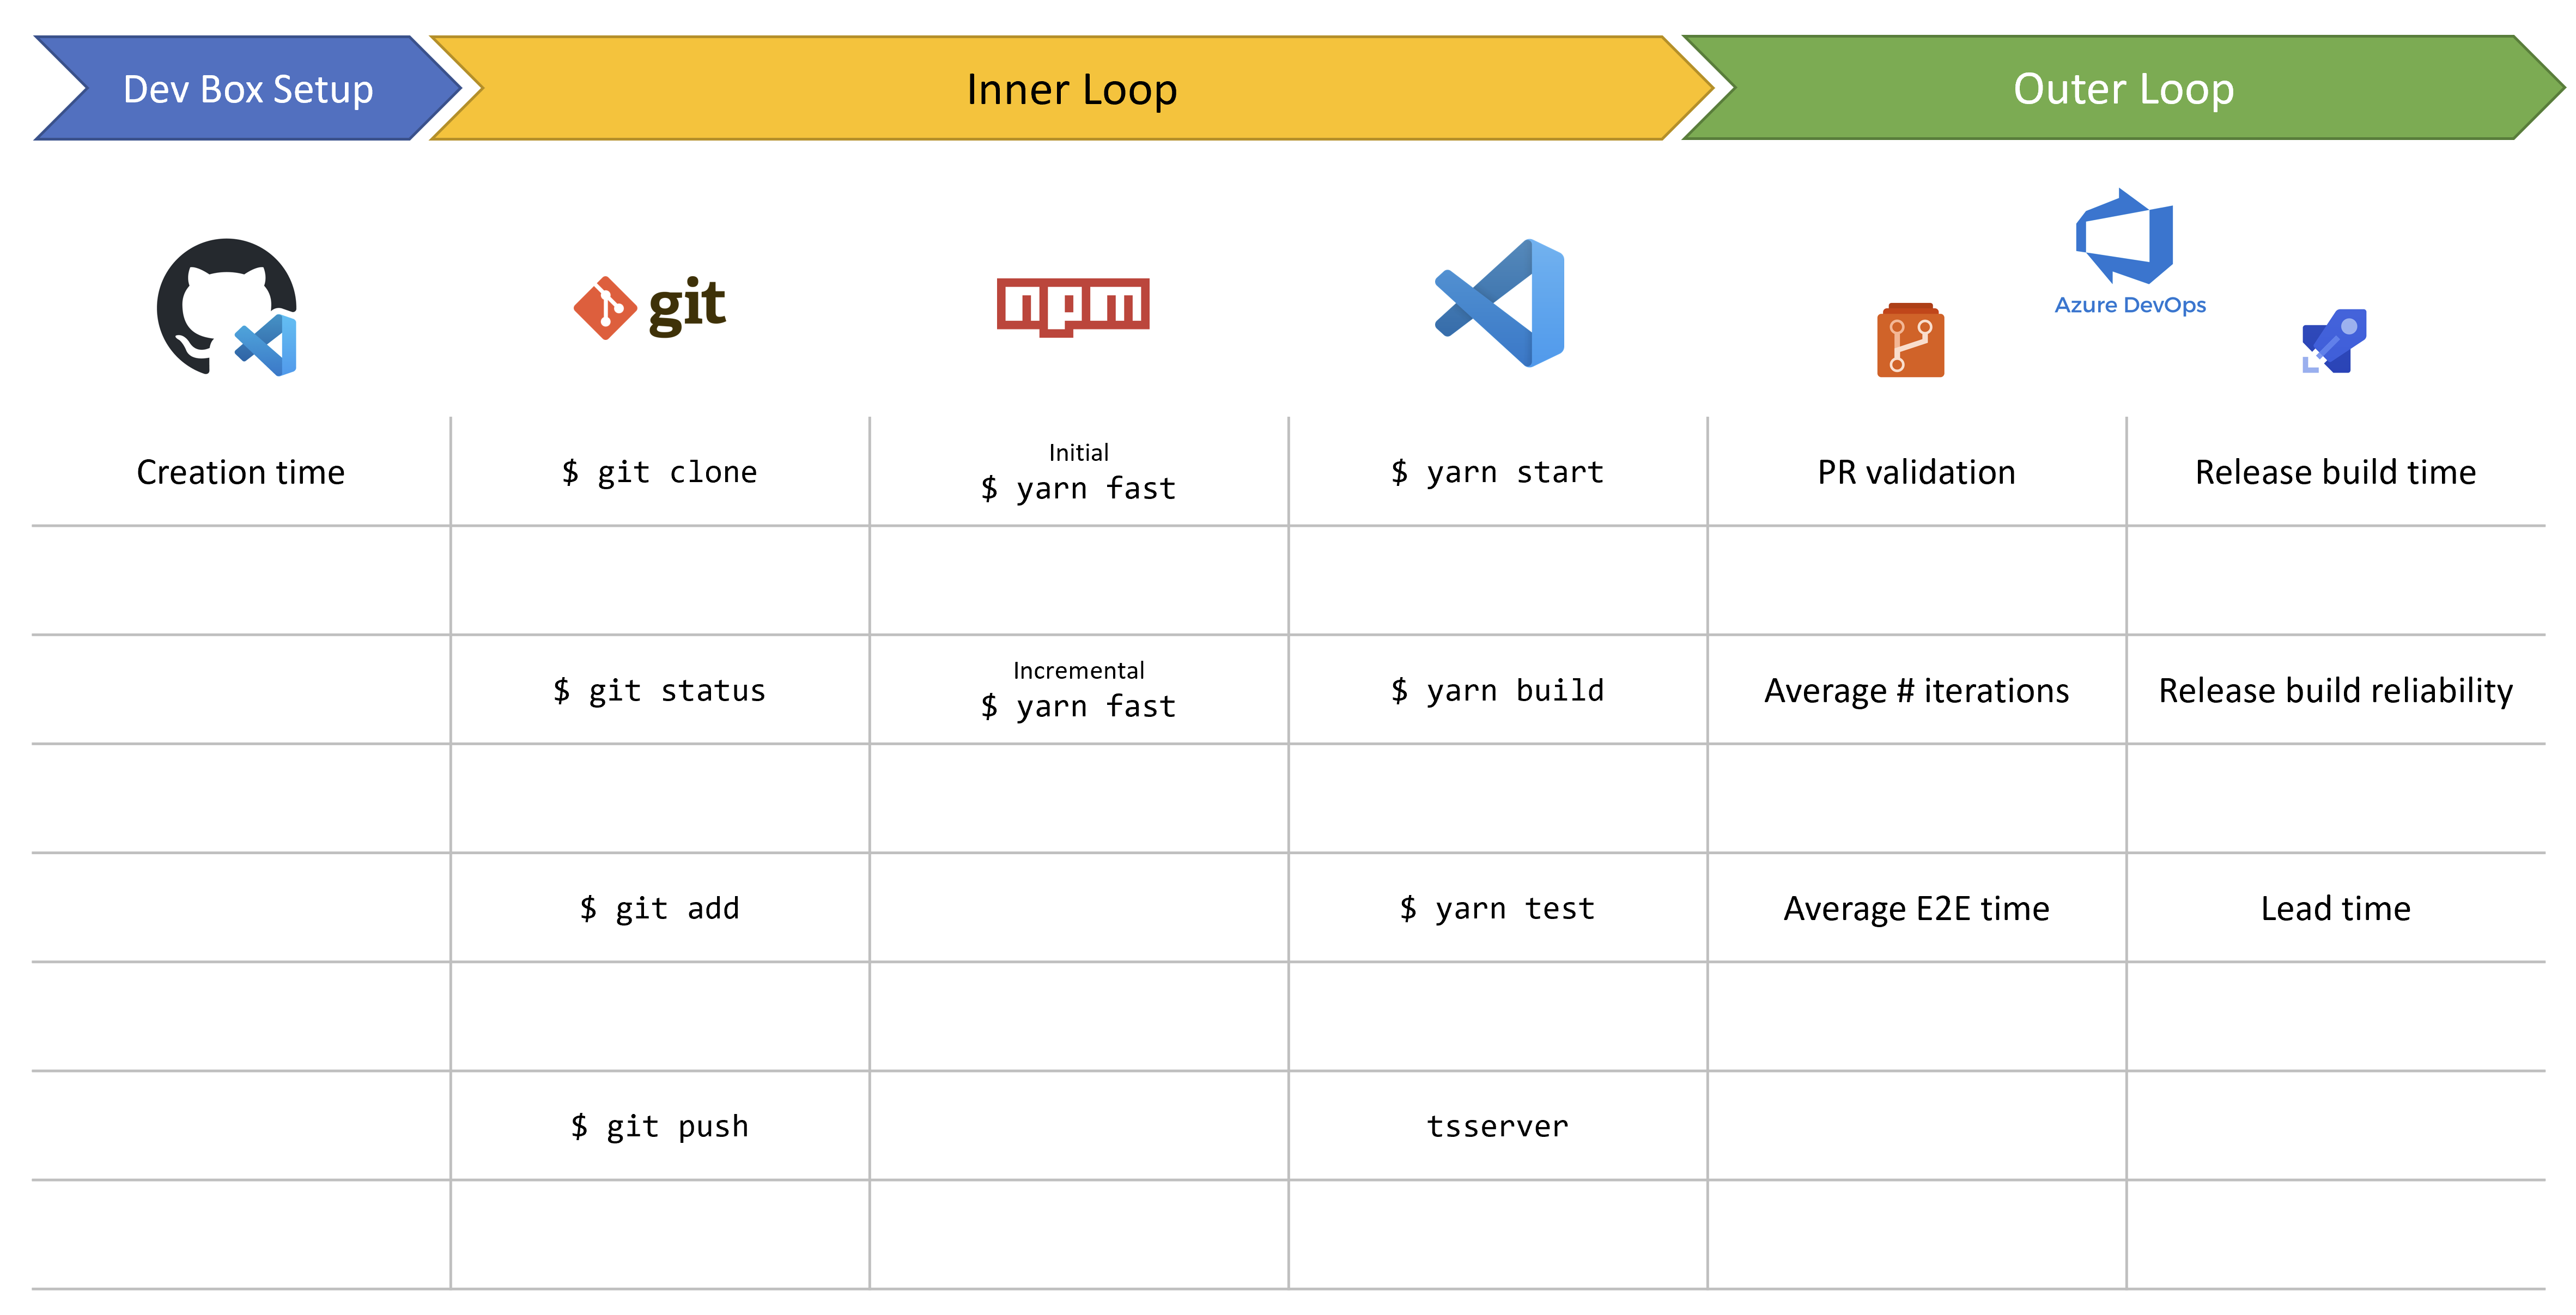 Dev Box Setup
Inner Loop
Outer Loop
git
npm
Azure DevOps
Creation time
$ git clone
Initial
$ yarn fast
$ yarn start
PR validation
Release build time
$ git status
Incremental
$ yarn fast
$ yarn build
Average # iterations
Release build reliability
$ git add
$ yarn test
Average E2E time
Lead time
$ git push
tsserver